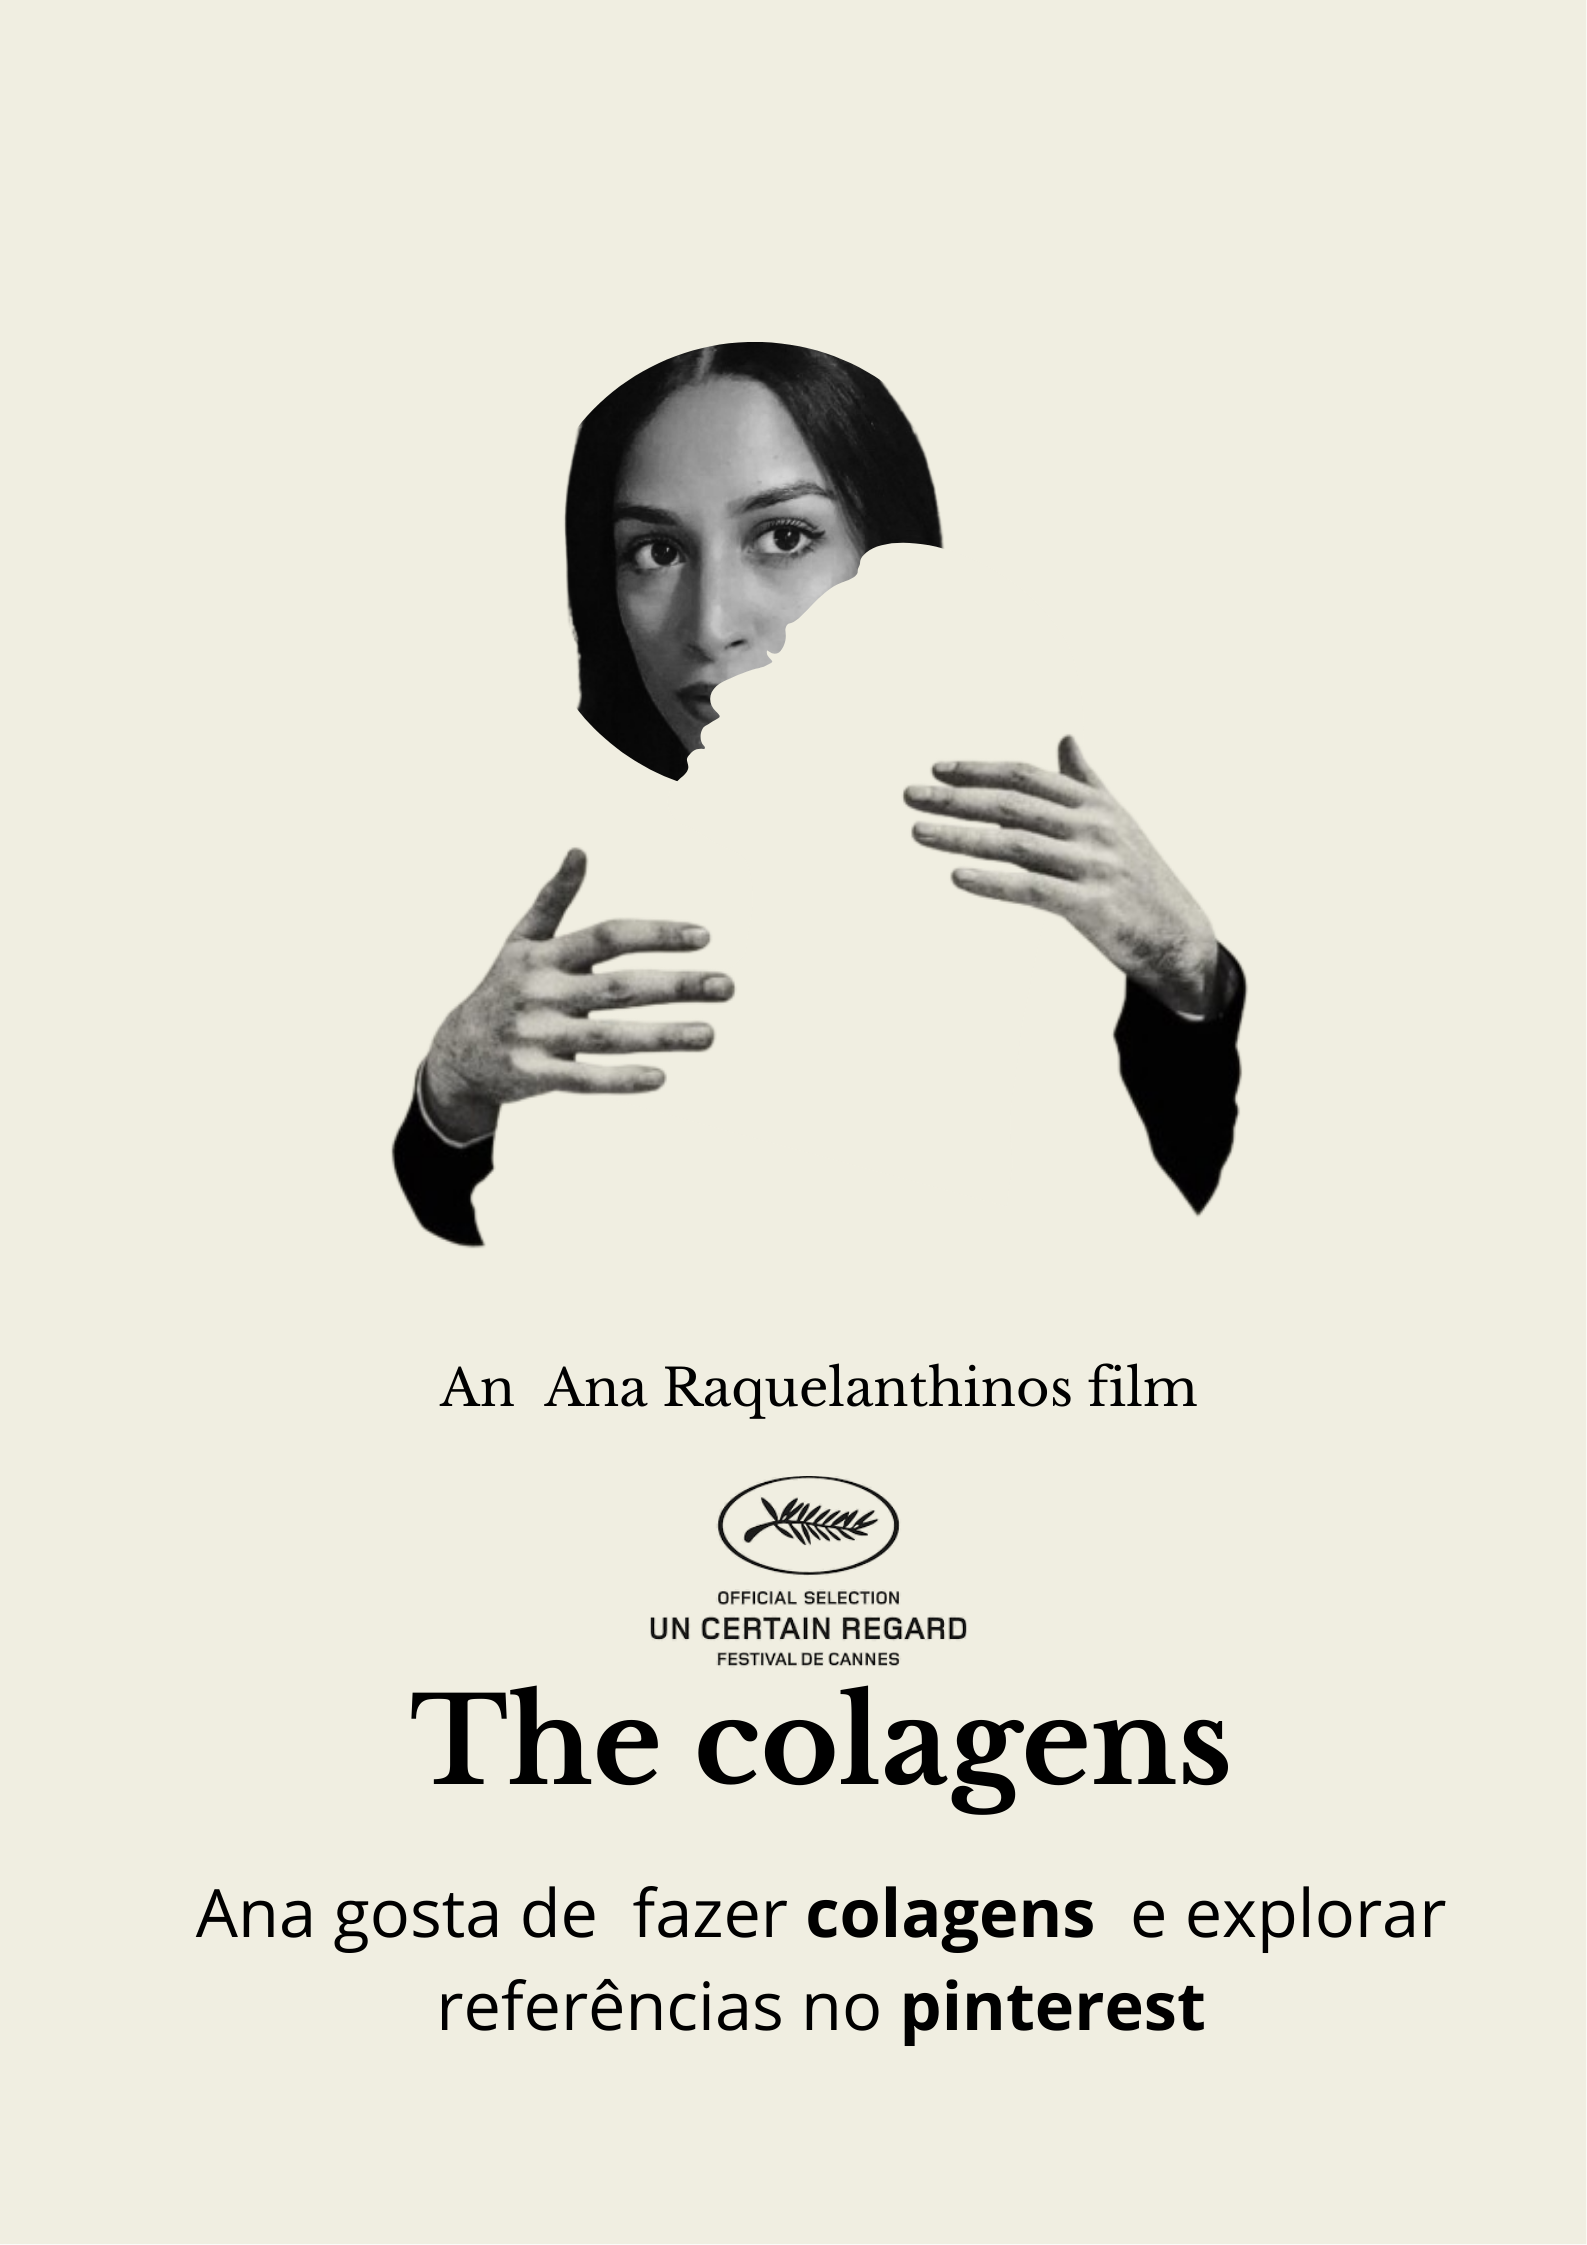 An Ana Raquelanthinos film
OFFICIAL SELECTION
UN CERTAIN REGARD
FESTIVAL DE CANNES
The colagens
Ana gosta de fazer colagens e explorar
referências no pinterest